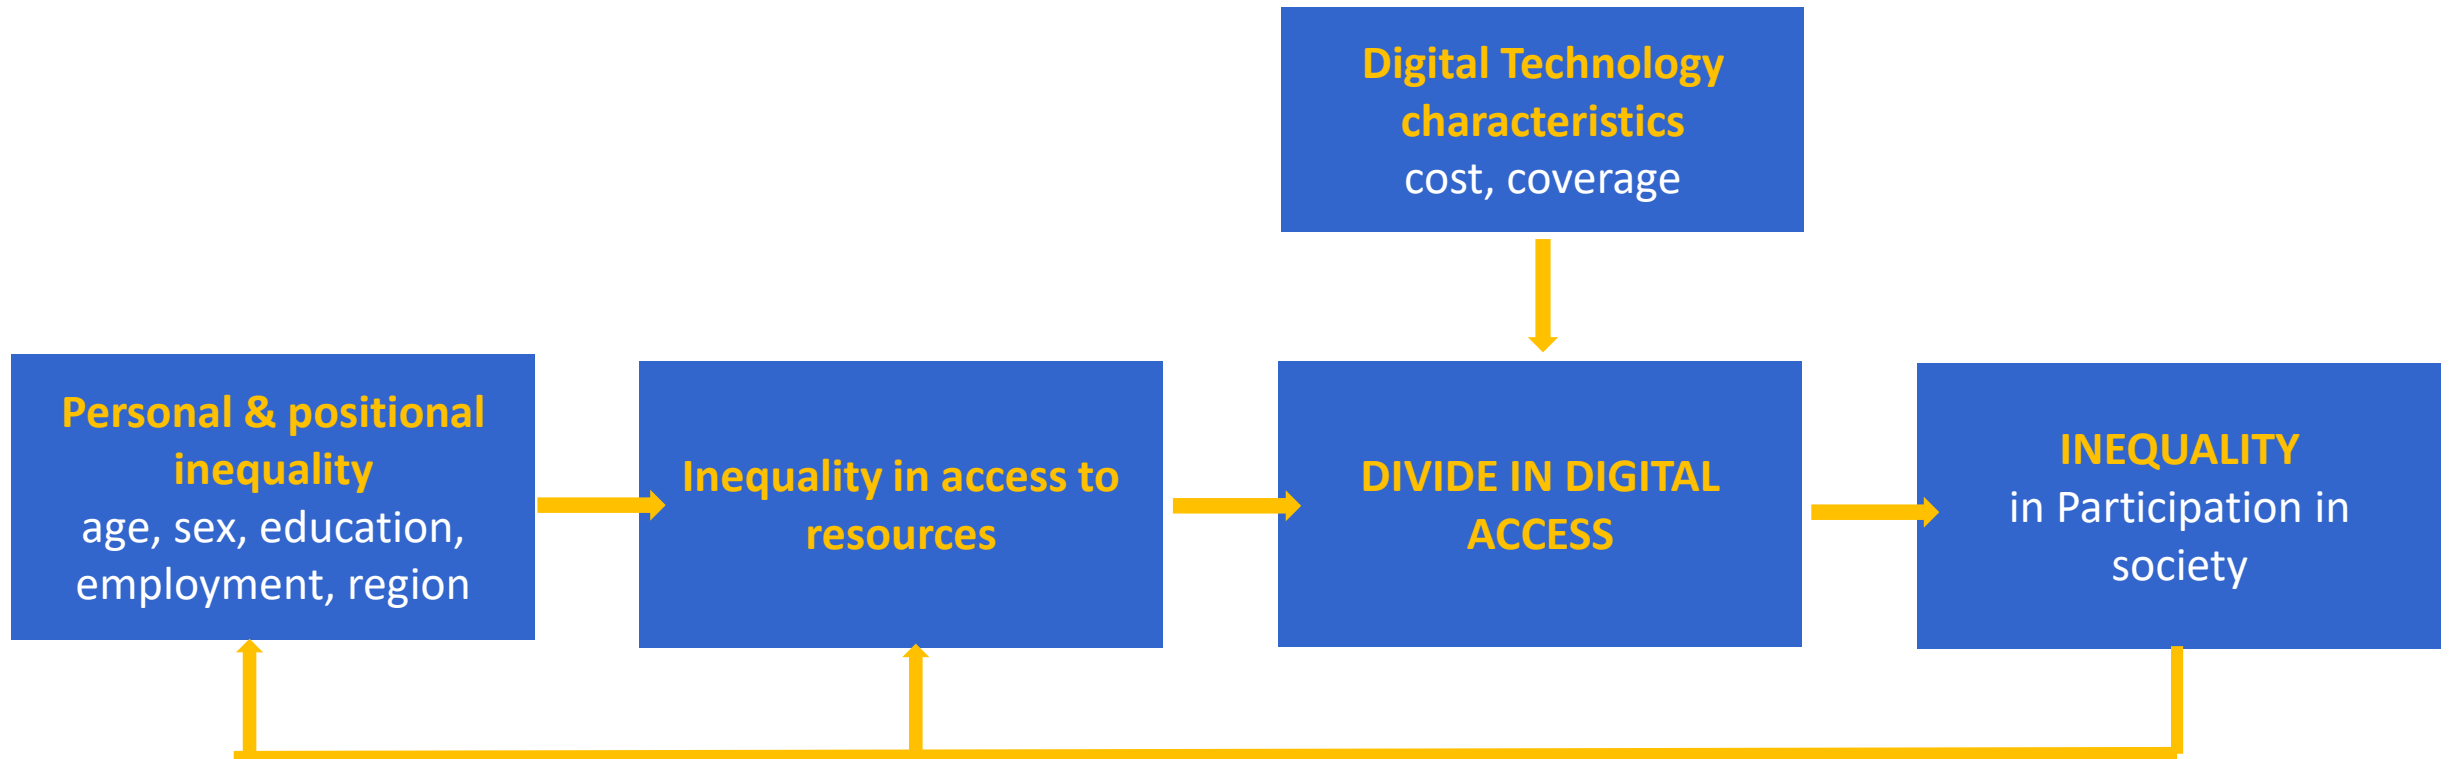 Digital Technology
characteristics
cost, coverage
Personal & positional
inequality
age, sex, education,
employment, region
Inequality in access to
resources
DIVIDE IN DIGITAL
ACCESS
INEQUALITY
in Participation in
society